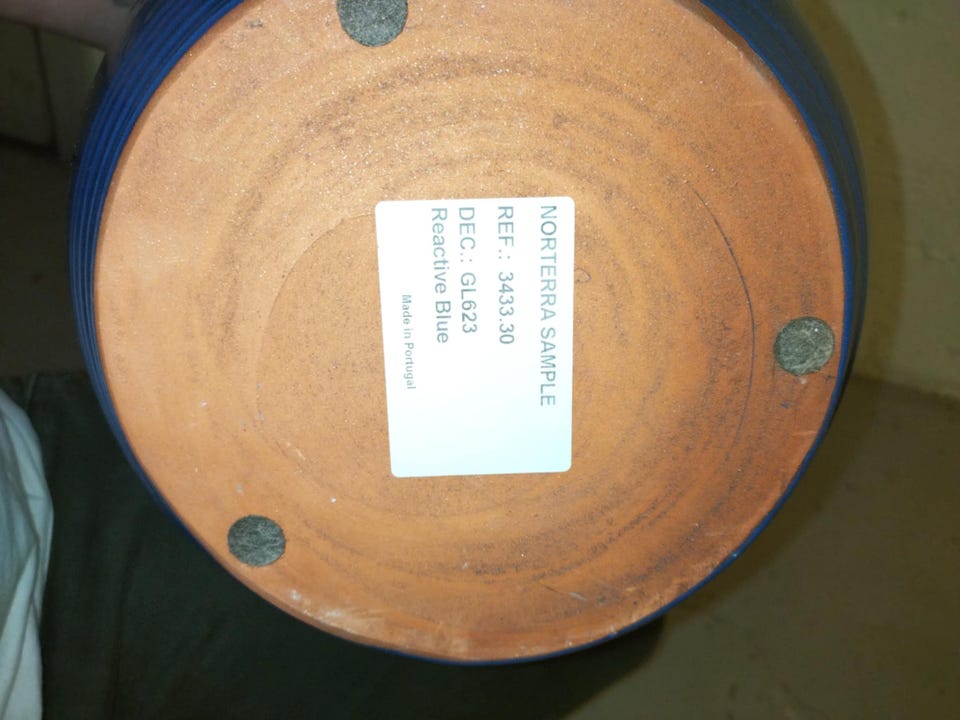 NORTERRA SAMPLE
REF.: 3433.30
DEC.: GL623
Reactive Blue
Made in Portugal